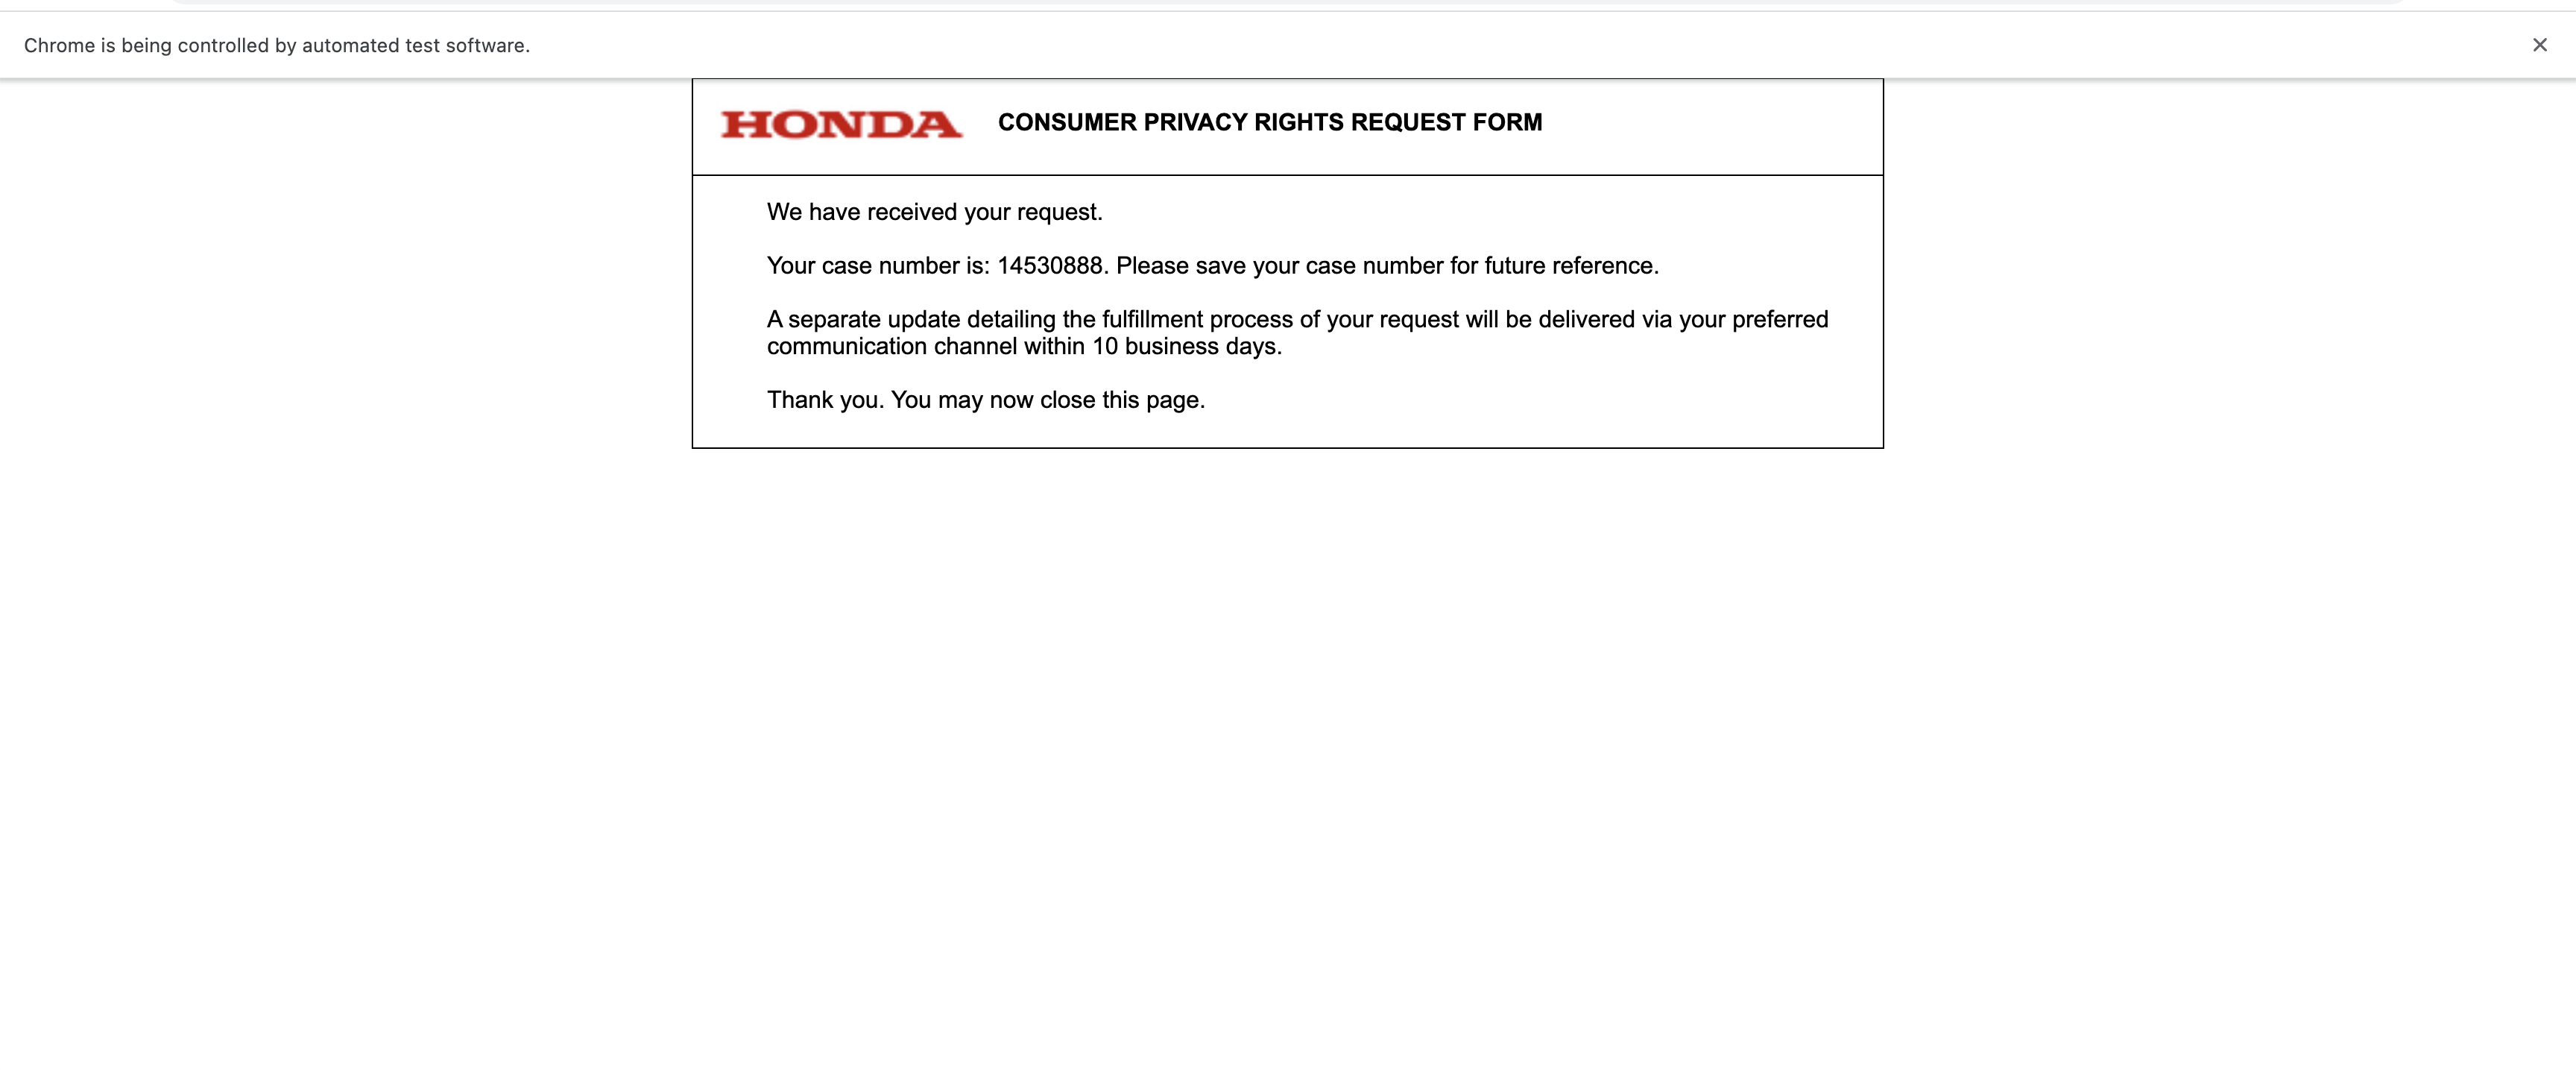 Chrome is being controlled by automated test software.
HONDA
CONSUMER PRIVACY RIGHTS REQUEST FORM
We have received your request.
Your case number is: 14530888. Please save your case number for future reference.
A separate update detailing the fulfillment process of your request will be delivered via your preferred
communication channel within 10 business days.
Thank you. You may now close this page.